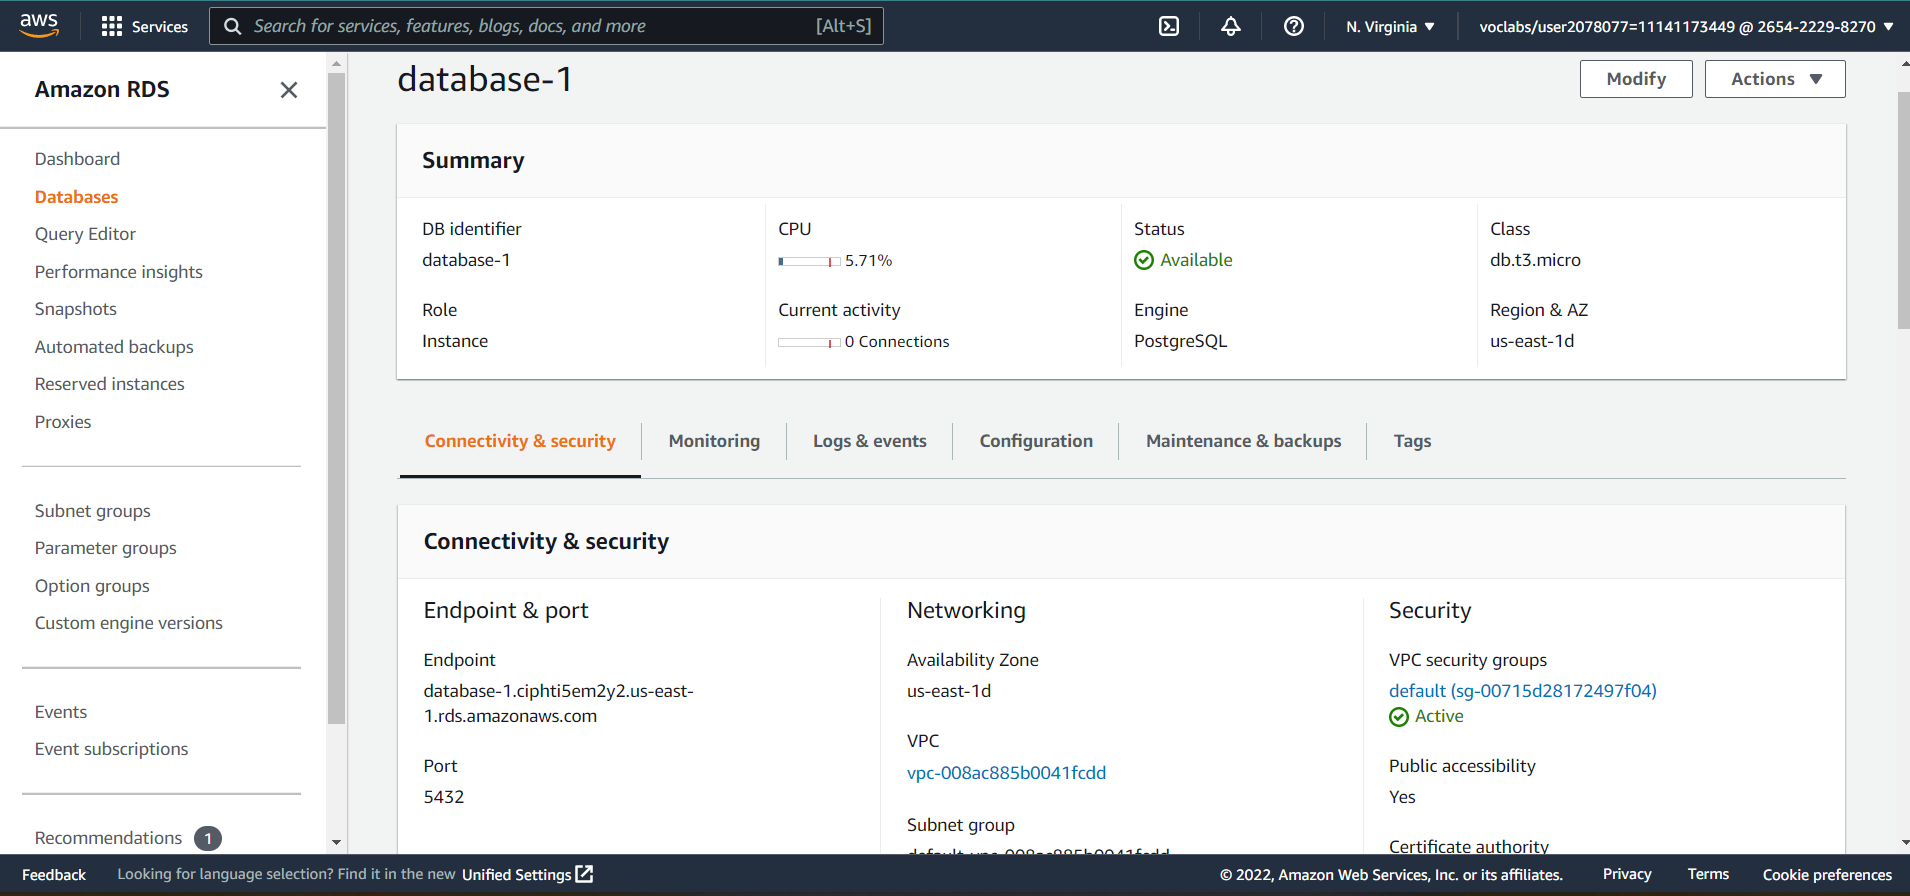 aws
Services
Search for services, features, blogs, docs, and more
[Alt+S]
N. Virginia
voclabs/user2078077=11141173449 @ 2654-2229-8270
Amazon RDS
Dashboard
Databases
Query Editor
Performance insights
Snapshots
Automated backups
Reserved instances
Proxies
Subnet groups
Parameter groups
Option groups
Custom engine versions
Events
Event subscriptions
Recommendations 1
database-1
Modify
Actions
Summary
DB identifier
database-1
CPU
5.71%
Status
Available
Class
db.t3.micro
Role
Instance
Current activity
0 Connections
Engine
PostgreSQL
Region & AZ
us-east-1d
Connectivity & security
Monitoring
Logs & events
Configuration
Maintenance & backups
Tags
Connectivity & security
Endpoint & port
Endpoint
database-1.ciphti5em2y2.us-east-
1.rds.amazonaws.com
Port
5432
Networking
Availability Zone
us-east-1d
VPC
vpc-008ac885b0041fcdd
Subnet group
default-vpc-008ac885b0041fcdd
Security
VPC security groups
default (sg-00715d28172497f04)
Active
Public accessibility
Yes
Certificate authority
Feedback
Looking for language selection? Find it in the new Unified Settings
© 2022, Amazon Web Services, Inc. or its affiliates.
Privacy
Terms
Cookie preferences